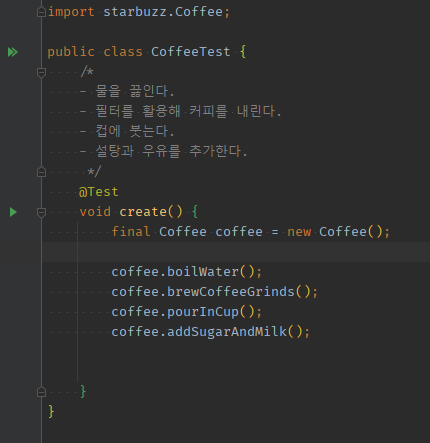 import starbuzz.Coffee;
public class CoffeeTest {
/*
- 물을 끓인다.
- 필터를 활용해 커피를 내린다.
- 컵에 붓는다.
- 설탕과 우유를 추가한다.
*/
@Test
void create() {
final Coffee coffee = new Coffee();
coffee.boilWater();
coffee.brewCoffeeGrinds();
coffee.pourInCup();
coffee.addSugarAndMilk();
}
}